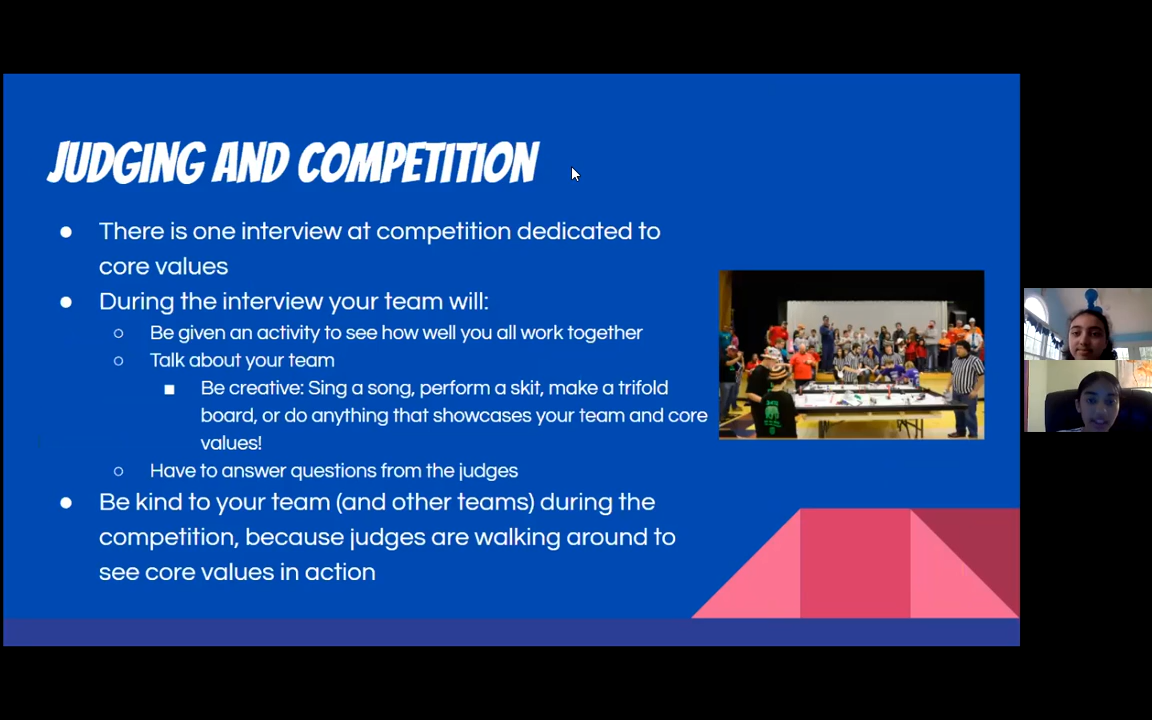 JUDGING AND COMPETITION
● There is one interview at competition dedicated to
core values
● During the interview your team will:
○ Be given an activity to see how well you all work together
○ Talk about your team
■ Be creative: Sing a song, perform a skit, make a trifold
board, or do anything that showcases your team and core
values!
○ Have to answer questions from the judges
● Be kind to your team (and other teams) during the
competition, because judges are walking around to
see core values in action